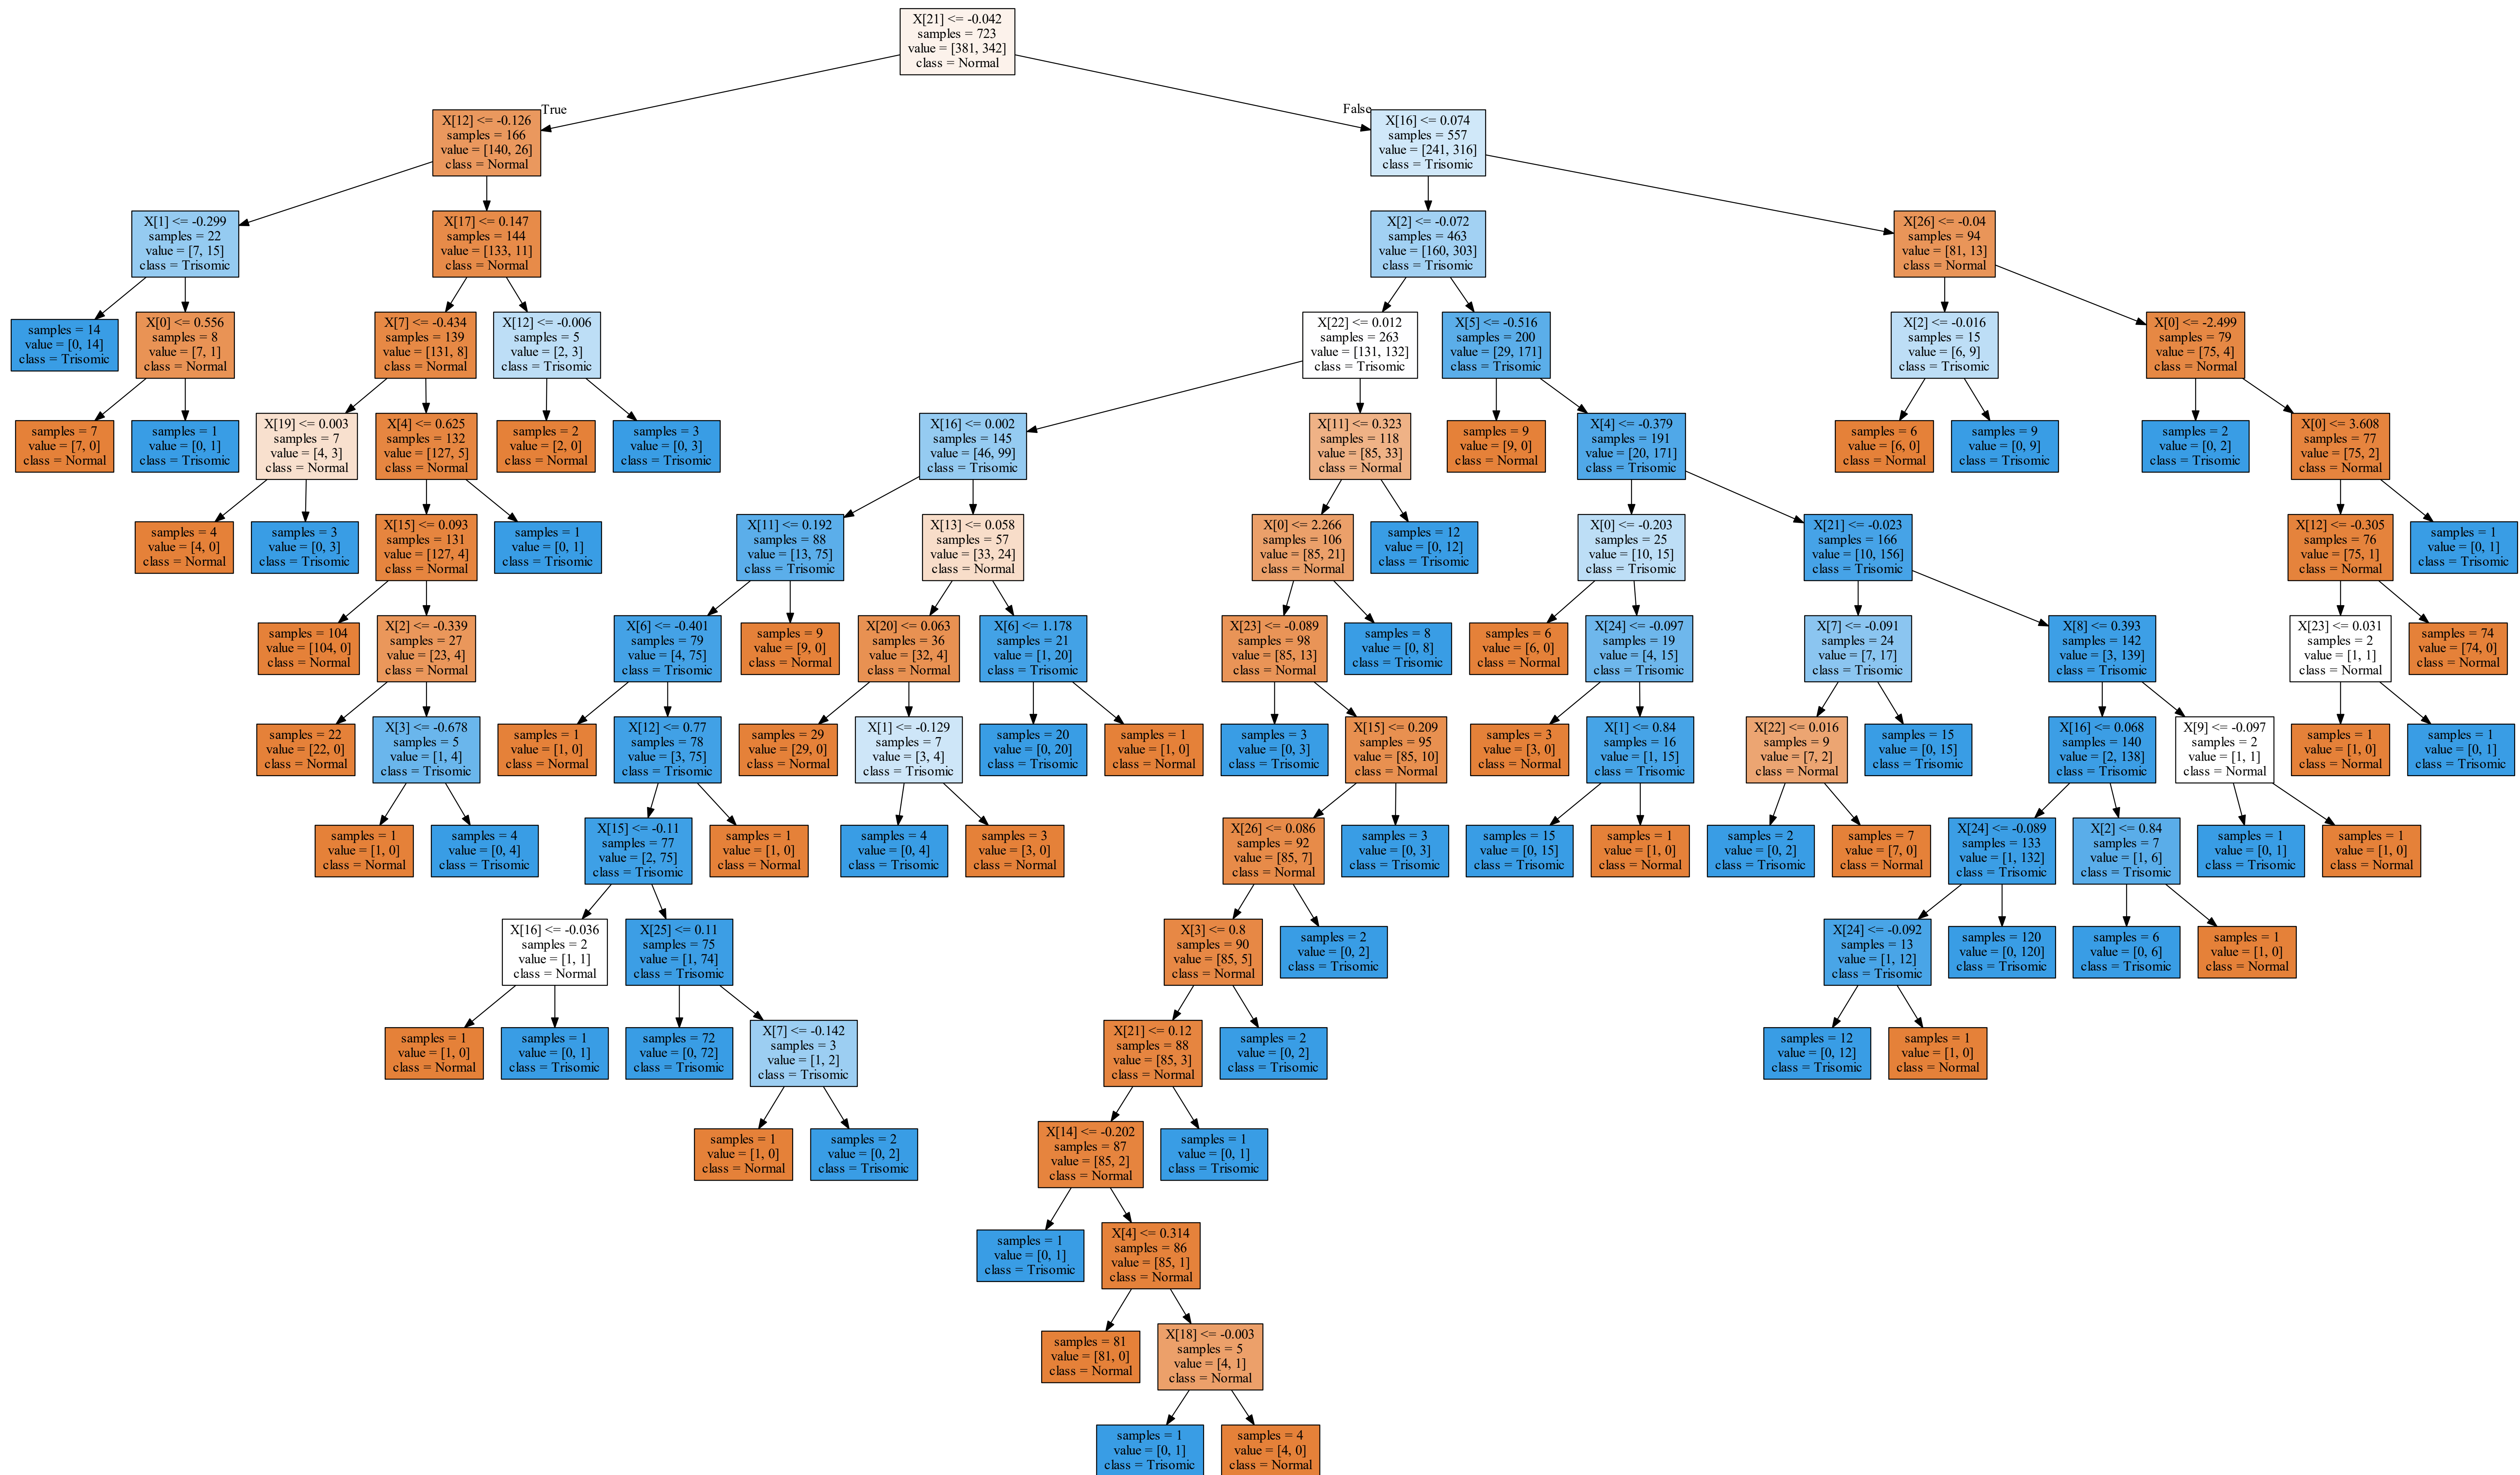 X[21] <= -0.042
samples = 723
value = [381, 342]
class = Normal
True
False
X[12] <= -0.126
samples = 166
value = [140, 26]
class = Normal
X[16] <= 0.074
samples = 557
value = [241, 316]
class = Trisomic
X[1] <= -0.299
samples = 22
value = [7, 15]
class = Trisomic
X[17] <= 0.147
samples = 144
value = [133, 11]
class = Normal
X[2] <= -0.072
samples = 463
value = [160, 303]
class = Trisomic
X[26] <= -0.04
samples = 94
value = [81, 13]
class = Normal
samples = 14
value = [0, 14]
class = Trisomic
X[0] <= 0.556
samples = 8
value = [7, 1]
class = Normal
X[7] <= -0.434
samples = 139
value = [131, 8]
class = Normal
X[12] <= -0.006
samples = 5
value = [2, 3]
class = Trisomic
X[22] <= 0.012
samples = 263
value = [131, 132]
class = Trisomic
X[5] <= -0.516
samples = 200
value = [29, 171]
class = Trisomic
X[2] <= -0.016
samples = 15
value = [6, 9]
class = Trisomic
X[0] <= -2.499
samples = 79
value = [75, 4]
class = Normal
samples = 7
value = [7, 0]
class = Normal
samples = 1
value = [0, 1]
class = Trisomic
X[19] <= 0.003
samples = 7
value = [4, 3]
class = Normal
X[4] <= 0.625
samples = 132
value = [127, 5]
class = Normal
samples = 2
value = [2, 0]
class = Normal
samples = 3
value = [0, 3]
class = Trisomic
X[16] <= 0.002
samples = 145
value = [46, 99]
class = Trisomic
X[11] <= 0.323
samples = 118
value = [85, 33]
class = Normal
samples = 9
value = [9, 0]
class = Normal
X[4] <= -0.379
samples = 191
value = [20, 171]
class = Trisomic
samples = 6
value = [6, 0]
class = Normal
samples = 9
value = [0, 9]
class = Trisomic
samples = 2
value = [0, 2]
class = Trisomic
X[0] <= 3.608
samples = 77
value = [75, 2]
class = Normal
samples = 4
value = [4, 0]
class = Normal
samples = 3
value = [0, 3]
class = Trisomic
X[15] <= 0.093
samples = 131
value = [127, 4]
class = Normal
samples = 1
value = [0, 1]
class = Trisomic
X[11] <= 0.192
samples = 88
value = [13, 75]
class = Trisomic
X[13] <= 0.058
samples = 57
value = [33, 24]
class = Normal
X[0] <= 2.266
samples = 106
value = [85, 21]
class = Normal
samples = 12
value = [0, 12]
class = Trisomic
X[0] <= -0.203
samples = 25
value = [10, 15]
class = Trisomic
X[21] <= -0.023
samples = 166
value = [10, 156]
class = Trisomic
X[12] <= -0.305
samples = 76
value = [75, 1]
class = Normal
samples = 1
value = [0, 1]
class = Trisomic
samples = 104
value = [104, 0]
class = Normal
X[2] <= -0.339
samples = 27
value = [23, 4]
class = Normal
X[6] <= -0.401
samples = 79
value = [4, 75]
class = Trisomic
samples = 9
value = [9, 0]
class = Normal
X[20] <= 0.063
samples = 36
value = [32, 4]
class = Normal
X[6] <= 1.178
samples = 21
value = [1, 20]
class = Trisomic
X[23] <= -0.089
samples = 98
value = [85, 13]
class = Normal
samples = 8
value = [0, 8]
class = Trisomic
samples = 6
value = [6, 0]
class = Normal
X[24] <= -0.097
samples = 19
value = [4, 15]
class = Trisomic
X[7] <= -0.091
samples = 24
value = [7, 17]
class = Trisomic
X[8] <= 0.393
samples = 142
value = [3, 139]
class = Trisomic
X[23] <= 0.031
samples = 2
value = [1, 1]
class = Normal
samples = 74
value = [74, 0]
class = Normal
samples = 22
value = [22, 0]
class = Normal
X[3] <= -0.678
samples = 5
value = [1, 4]
class = Trisomic
samples = 1
value = [1, 0]
class = Normal
X[12] <= 0.77
samples = 78
value = [3, 75]
class = Trisomic
samples = 29
value = [29, 0]
class = Normal
X[1] <= -0.129
samples = 7
value = [3, 4]
class = Trisomic
samples = 20
value = [0, 20]
class = Trisomic
samples = 1
value = [1, 0]
class = Normal
samples = 3
value = [0, 3]
class = Trisomic
X[15] <= 0.209
samples = 95
value = [85, 10]
class = Normal
samples = 3
value = [3, 0]
class = Normal
X[1] <= 0.84
samples = 16
value = [1, 15]
class = Trisomic
X[22] <= 0.016
samples = 9
value = [7, 2]
class = Normal
samples = 15
value = [0, 15]
class = Trisomic
X[16] <= 0.068
samples = 140
value = [2, 138]
class = Trisomic
X[9] <= -0.097
samples = 2
value = [1, 1]
class = Normal
samples = 1
value = [1, 0]
class = Normal
samples = 1
value = [0, 1]
class = Trisomic
samples = 1
value = [1, 0]
class = Normal
samples = 4
value = [0, 4]
class = Trisomic
X[15] <= -0.11
samples = 77
value = [2, 75]
class = Trisomic
samples = 1
value = [1, 0]
class = Normal
samples = 4
value = [0, 4]
class = Trisomic
samples = 3
value = [3, 0]
class = Normal
X[26] <= 0.086
samples = 92
value = [85, 7]
class = Normal
samples = 3
value = [0, 3]
class = Trisomic
samples = 15
value = [0, 15]
class = Trisomic
samples = 1
value = [1, 0]
class = Normal
samples = 2
value = [0, 2]
class = Trisomic
samples = 7
value = [7, 0]
class = Normal
X[24] <= -0.089
samples = 133
value = [1, 132]
class = Trisomic
X[2] <= 0.84
samples = 7
value = [1, 6]
class = Trisomic
samples = 1
value = [0, 1]
class = Trisomic
samples = 1
value = [1, 0]
class = Normal
X[16] <= -0.036
samples = 2
value = [1, 1]
class = Normal
X[25] <= 0.11
samples = 75
value = [1, 74]
class = Trisomic
X[3] <= 0.8
samples = 90
value = [85, 5]
class = Normal
samples = 2
value = [0, 2]
class = Trisomic
X[24] <= -0.092
samples = 13
value = [1, 12]
class = Trisomic
samples = 120
value = [0, 120]
class = Trisomic
samples = 6
value = [0, 6]
class = Trisomic
samples = 1
value = [1, 0]
class = Normal
samples = 1
value = [1, 0]
class = Normal
samples = 1
value = [0, 1]
class = Trisomic
samples = 72
value = [0, 72]
class = Trisomic
X[7] <= -0.142
samples = 3
value = [1, 2]
class = Trisomic
X[21] <= 0.12
samples = 88
value = [85, 3]
class = Normal
samples = 2
value = [0, 2]
class = Trisomic
samples = 12
value = [0, 12]
class = Trisomic
samples = 1
value = [1, 0]
class = Normal
samples = 1
value = [1, 0]
class = Normal
samples = 2
value = [0, 2]
class = Trisomic
X[14] <= -0.202
samples = 87
value = [85, 2]
class = Normal
samples = 1
value = [0, 1]
class = Trisomic
samples = 1
value = [0, 1]
class = Trisomic
X[4] <= 0.314
samples = 86
value = [85, 1]
class = Normal
samples = 81
value = [81, 0]
class = Normal
X[18] <= -0.003
samples = 5
value = [4, 1]
class = Normal
samples = 1
value = [0, 1]
class = Trisomic
samples = 4
value = [4, 0]
class = Normal